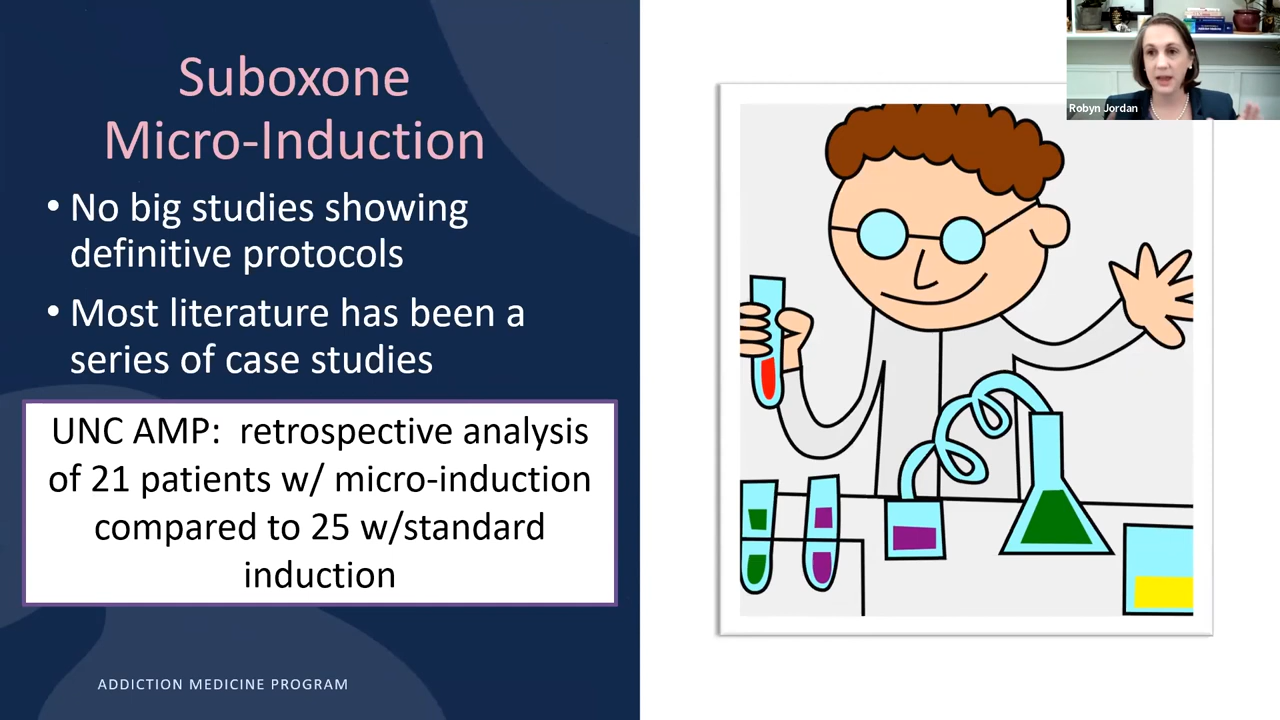 Suboxone
Micro-Induction
• No big studies showing
definitive protocols
• Most literature has been a
series of case studies
UNC AMP: retrospective analysis
of 21 patients w/ micro-induction
compared to 25 w/standard
induction
ADDICTION MEDICINE PROGRAM
Robyn Jordan